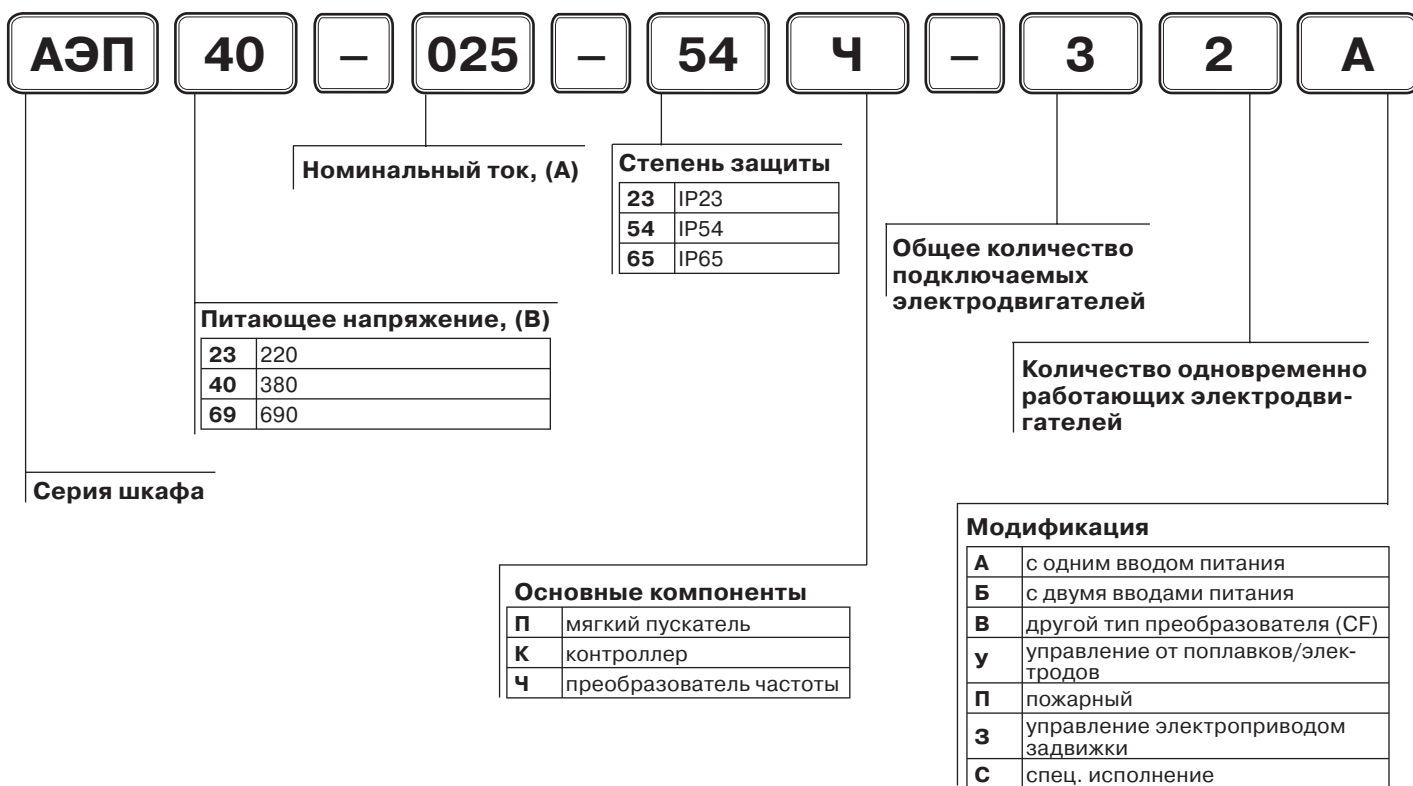 АЭП 40 – 025 – 54 Ч – 3 2 А
Номинальный ток, (А)
Степень защиты
23 IP23
54 IP54
65 IP65
Общее количество
подключаемых
электродвигателей
Питающее напряжение, (В)
23 220
40 380
69 690
Количество одновременно
работающих электродви-
гателей
Серия шкафа
Основные компоненты
П мягкий пускатель
К контроллер
Ч преобразователь частоты
Модификация
А с одним вводом питания
Б с двумя вводами питания
В другой тип преобразователя (CF)
У управление от поплавков/элек-
тродов
П пожарный
З управление электроприводом
задвижки
С спец. исполнение